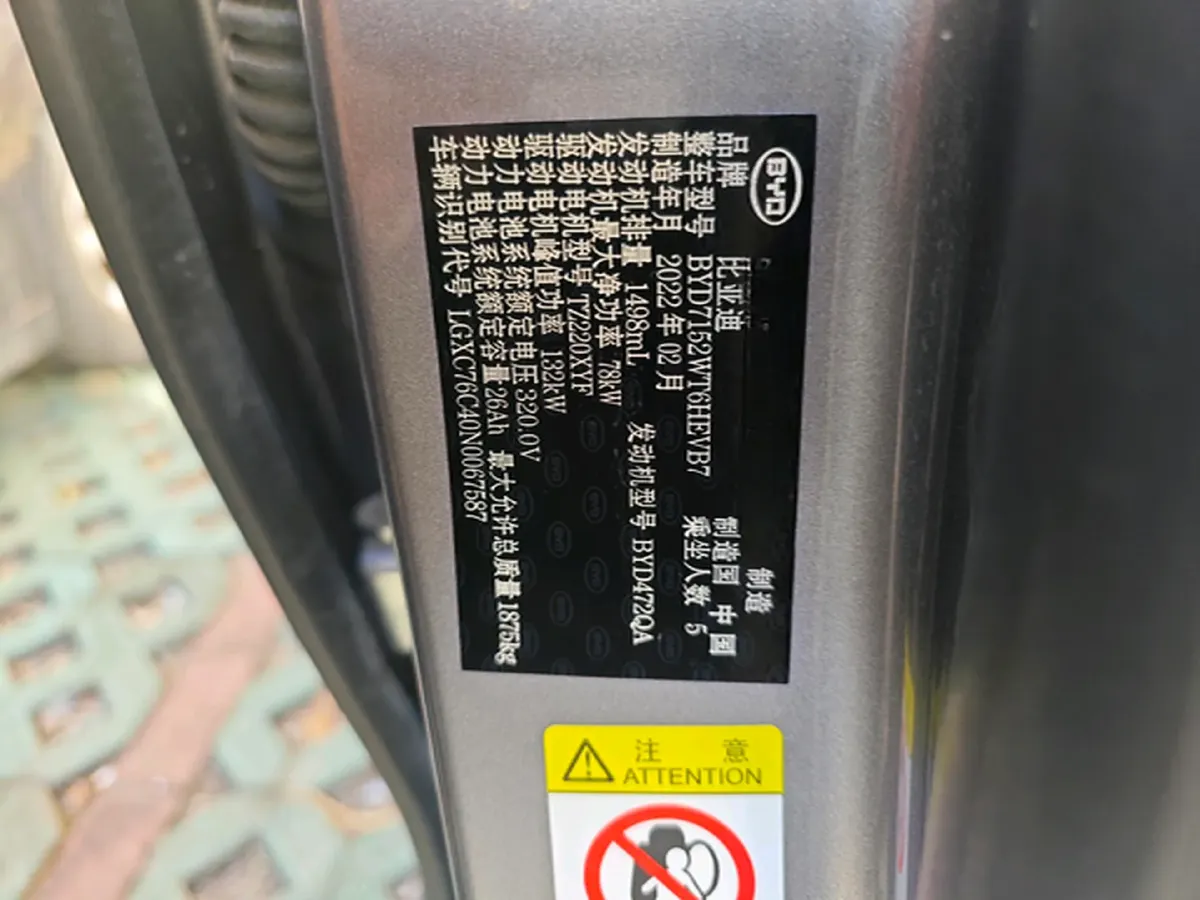 BYD
制造
品牌 比亚迪 制造国 中国
整车型号 BYD7152WT6HEVB7 乘坐人数 5
制造年月 2022年02月
发动机排量 1498mL 发动机型号 BYD472QA
发动机最大净功率 78kW
驱动电机型号 TZ220XYF
驱动电机峰值功率 132kW
动力电池系统额定电压 320.0V
动力电池系统额定容量 26Ah 最大允许总质量 1875kg
车辆识别代号 LGXC76C40N0067587
注意
ATTENTION